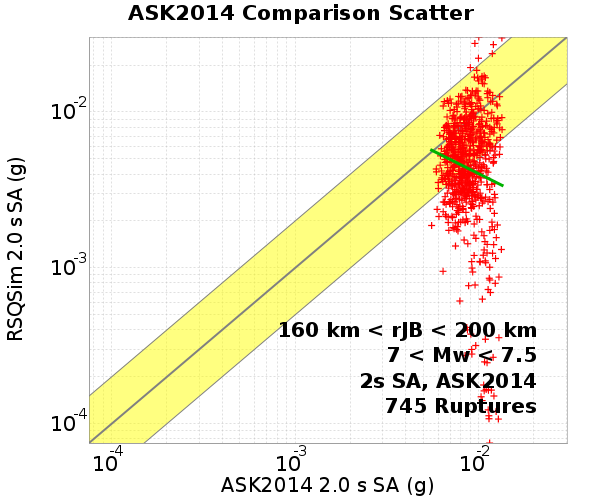 ASK2014 Comparison Scatter
RSQSim 2.0 s SA (g)
10-2
10-3
10-4
160 km < rJB < 200 km
7 < Mw < 7.5
2s SA, ASK2014
745 Ruptures
10-4 10-3 10-2
ASK2014 2.0 s SA (g)